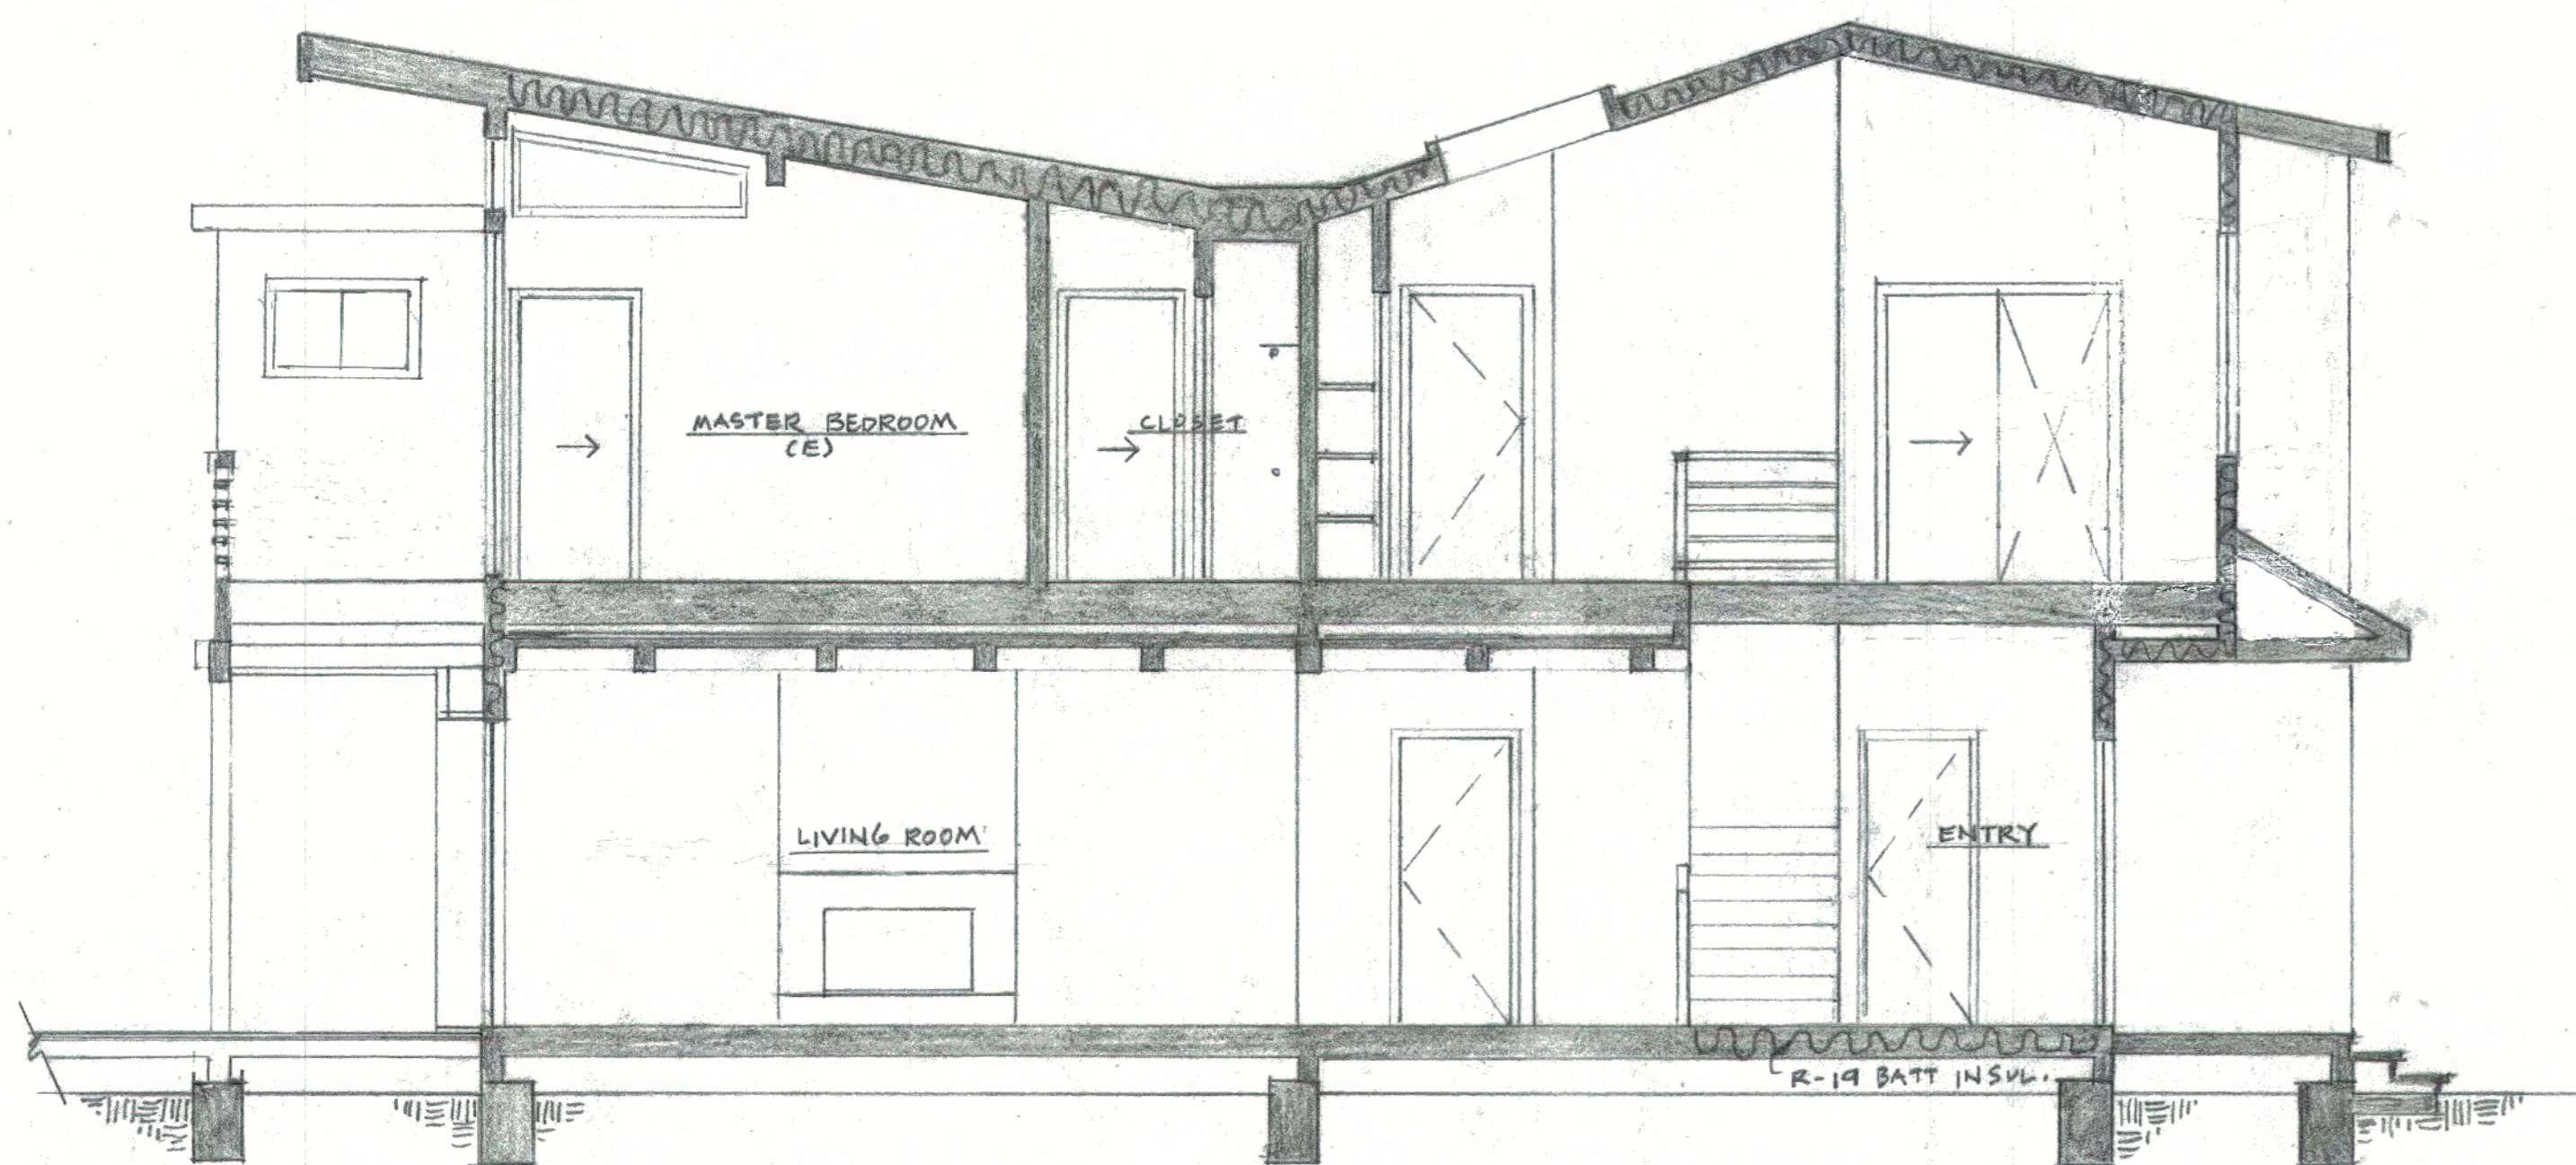 MASTER BEDROOM
(E)
CLOSET
LIVING ROOM
ENTRY
R-19 BATT INSUL.